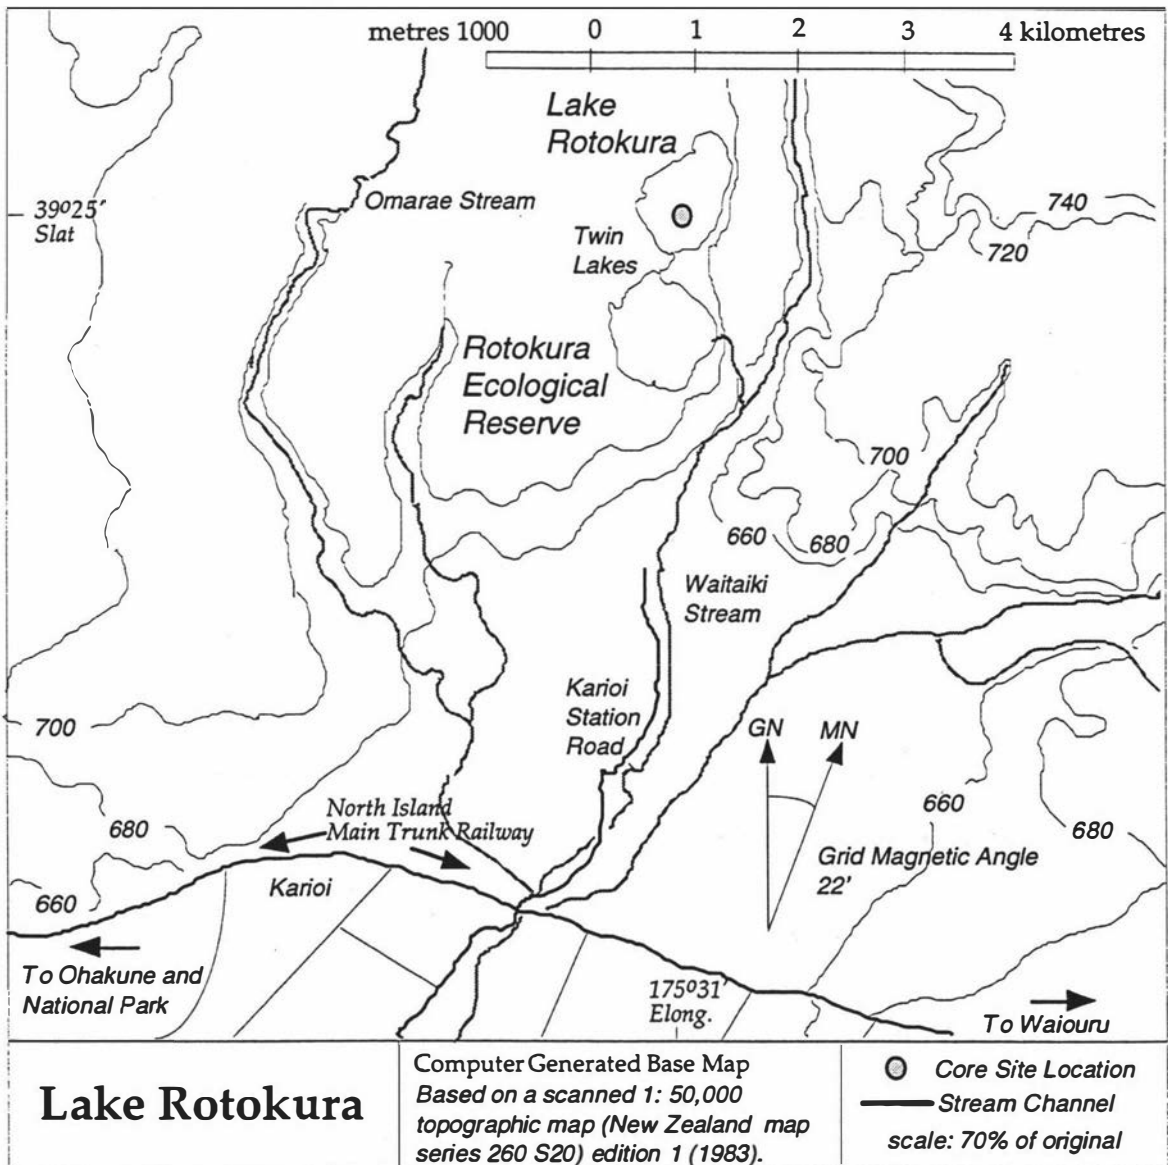 metres 1000 0 1 2 3 4 kilometres
Lake
Rotokura
39º25'
Slat
Omarae Stream
740
720
Twin
Lakes
Rotokura
Ecological
Reserve
700
660
680
Waitaiki
Stream
Karioi
Station
Road
700
GN MN
660
680
680
North Island
Main Trunk Railway
Grid Magnetic Angle
22'
Karioi
660
To Ohakune and
National Park
175º31'
Elong.
To Waiouru
Lake Rotokura
Computer Generated Base Map
Based on a scanned 1: 50,000
topographic map (New Zealand map
series 260 S20) edition 1 (1983).
Core Site Location
Stream Channel
scale: 70% of original